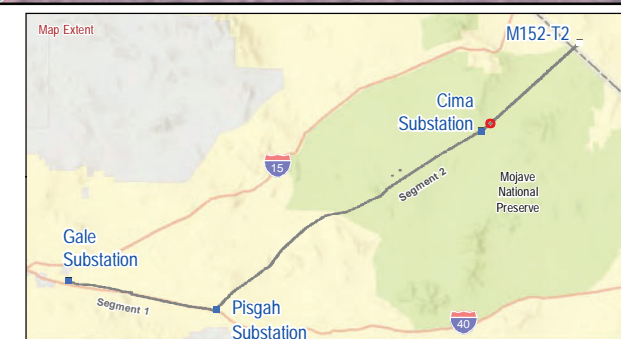 Map Extent
M152-T2
Cima
Substation
15
Segment 2
Mojave
National
Preserve
Gale
Substation
Segment 1
Pisgah
Substation
40